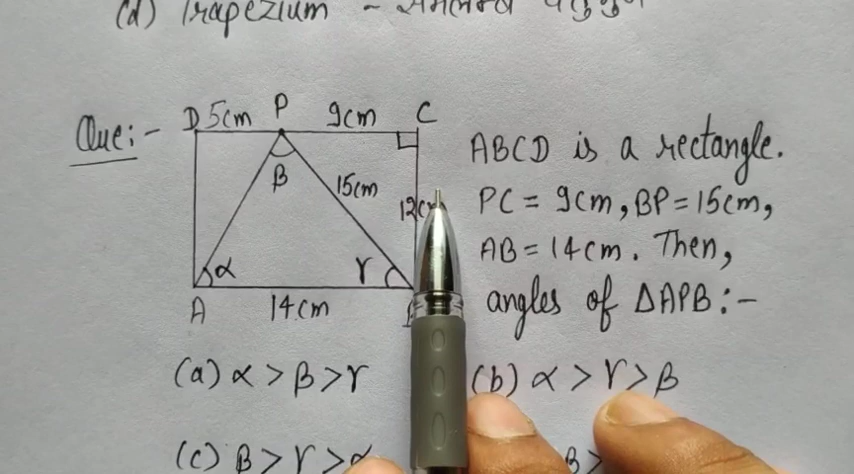 (d) Trapezium -
Que:- D 5cm P 9cm C
ABCD is a rectangle.
β 15cm 12cm
PC = 9cm, BP = 15cm,
α γ
AB = 14cm. Then,
A 14cm
angles of ΔAPB :-
(a) α > β > γ (b) α > γ > β
(c) β > γ > α β >